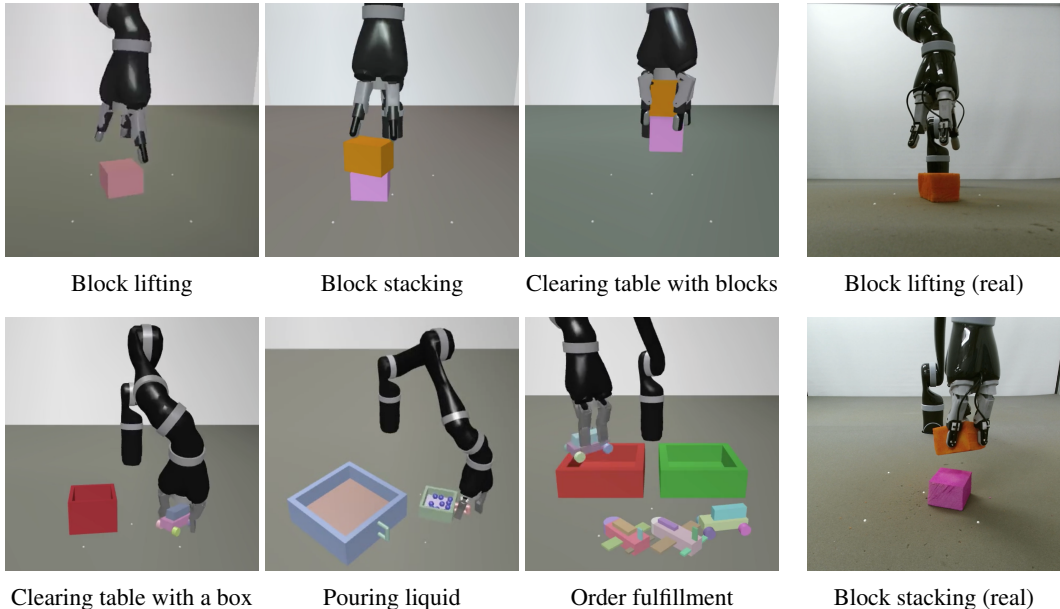 Block lifting
Block stacking
Clearing table with blocks
Block lifting (real)
Clearing table with a box
Pouring liquid
Order fulfillment
Block stacking (real)